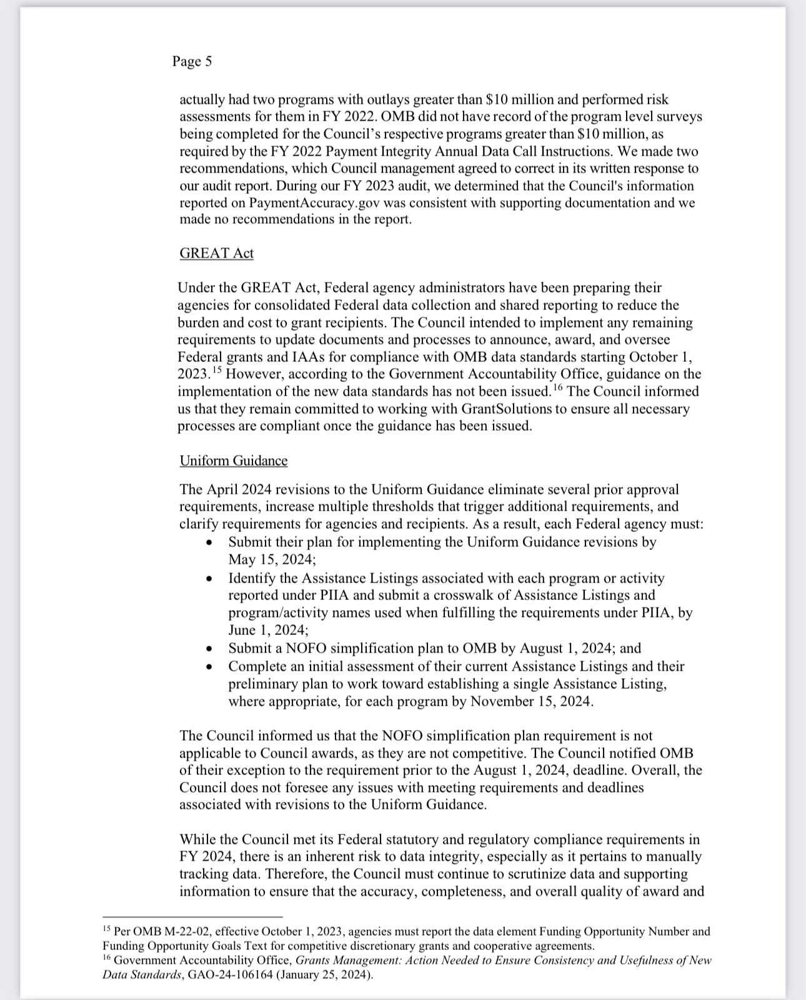 Page 5
actually had two programs with outlays greater than $10 million and performed risk
assessments for them in FY 2022. OMB did not have record of the program level surveys
being completed for the Council’s respective programs greater than $10 million, as
required by the FY 2022 Payment Integrity Annual Data Call Instructions. We made two
recommendations, which Council management agreed to correct in its written response to
our audit report. During our FY 2023 audit, we determined that the Council's information
reported on PaymentAccuracy.gov was consistent with supporting documentation and we
made no recommendations in the report.
GREAT Act
Under the GREAT Act, Federal agency administrators have been preparing their
agencies for consolidated Federal data collection and shared reporting to reduce the
burden and cost to grant recipients. The Council intended to implement any remaining
requirements to update documents and processes to announce, award, and oversee
Federal grants and IAAs for compliance with OMB data standards starting October 1,
2023.15 However, according to the Government Accountability Office, guidance on the
implementation of the new data standards has not been issued.16 The Council informed
us that they remain committed to working with GrantSolutions to ensure all necessary
processes are compliant once the guidance has been issued.
Uniform Guidance
The April 2024 revisions to the Uniform Guidance eliminate several prior approval
requirements, increase multiple thresholds that trigger additional requirements, and
clarify requirements for agencies and recipients. As a result, each Federal agency must:
• Submit their plan for implementing the Uniform Guidance revisions by
May 15, 2024;
• Identify the Assistance Listings associated with each program or activity
reported under PIIA and submit a crosswalk of Assistance Listings and
program/activity names used when fulfilling the requirements under PIIA, by
June 1, 2024;
• Submit a NOFO simplification plan to OMB by August 1, 2024; and
• Complete an initial assessment of their current Assistance Listings and their
preliminary plan to work toward establishing a single Assistance Listing,
where appropriate, for each program by November 15, 2024.
The Council informed us that the NOFO simplification plan requirement is not
applicable to Council awards, as they are not competitive. The Council notified OMB
of their exception to the requirement prior to the August 1, 2024, deadline. Overall, the
Council does not foresee any issues with meeting requirements and deadlines
associated with revisions to the Uniform Guidance.
While the Council met its Federal statutory and regulatory compliance requirements in
FY 2024, there is an inherent risk to data integrity, especially as it pertains to manually
tracking data. Therefore, the Council must continue to scrutinize data and supporting
information to ensure that the accuracy, completeness, and overall quality of award and
15 Per OMB M-22-02, effective October 1, 2023, agencies must report the data element Funding Opportunity Number and
Funding Opportunity Goals Text for competitive discretionary grants and cooperative agreements.
16 Government Accountability Office, Grants Management: Action Needed to Ensure Consistency and Usefulness of New
Data Standards, GAO-24-106164 (January 25, 2024).